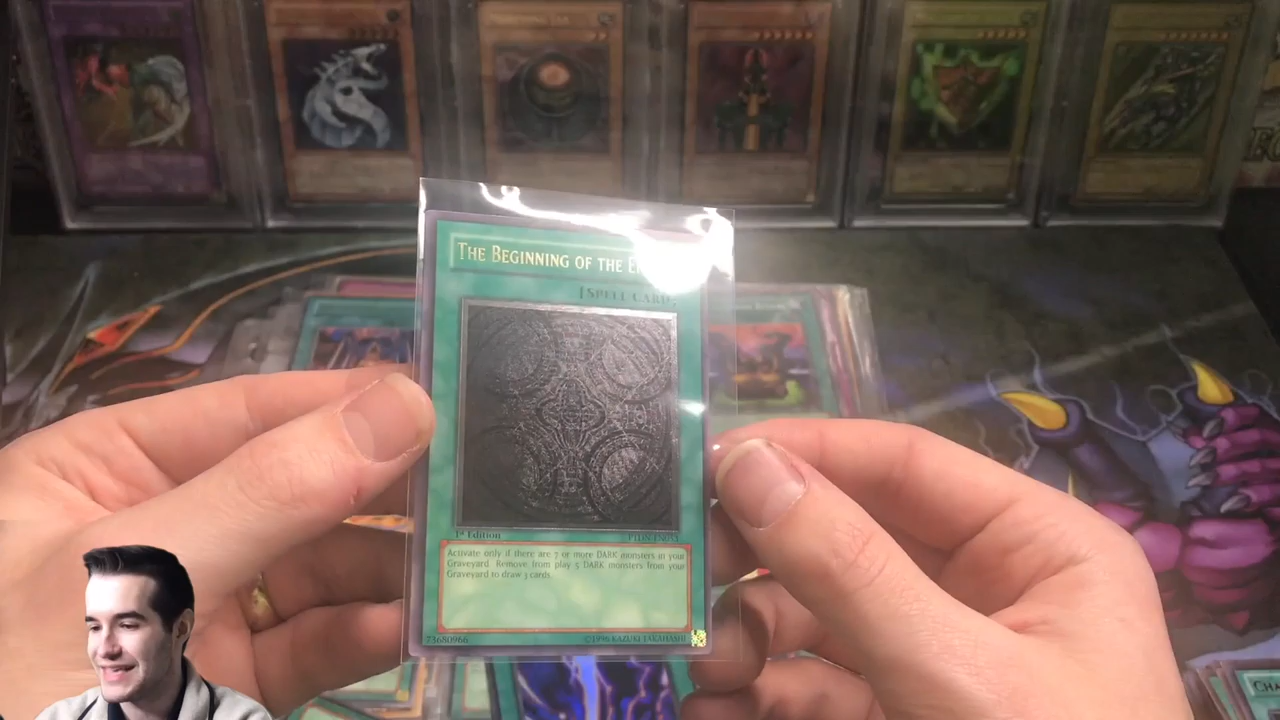 THE BEGINNING OF THE
[SPELL CARD]
1st Edition
PTDN-EN055
Activate only if there are 7 or more DARK monsters in your
Graveyard. Remove from play 5 DARK monsters from your
Graveyard to draw 3 cards.
73680966
©1996 KAZUKI TAKAHASHI